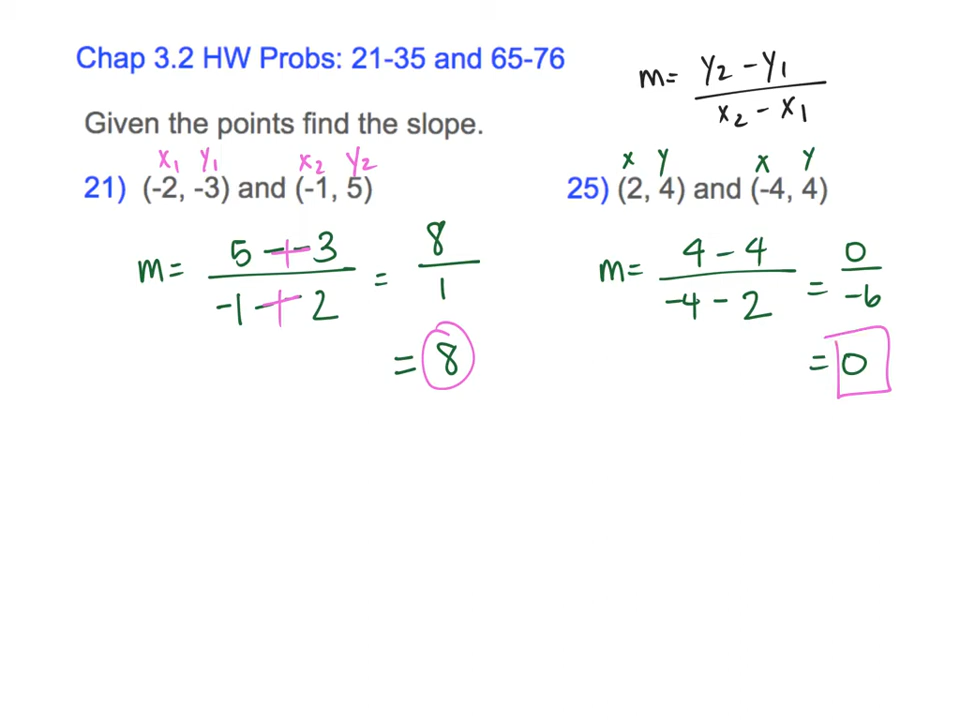 Chap 3.2 HW Probs: 21-35 and 65-76
m = (y₂ - y₁) / (x₂ - x₁)
Given the points find the slope.
x₁ y₁ x₂ y₂
21) (-2, -3) and (-1, 5)
m = (5 -+- 3) / (-1 -+- 2) = 8/1
= 8
x y x y
25) (2, 4) and (-4, 4)
m = (4 - 4) / (-4 - 2) = 0/-6
= 0